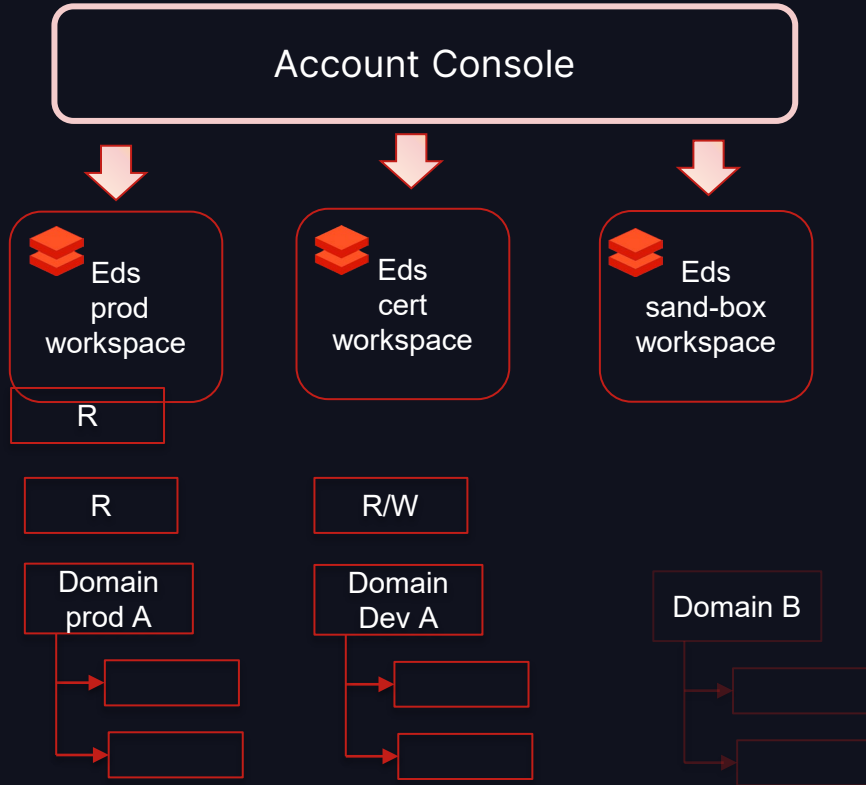 Account Console
Eds
prod
workspace
Eds
cert
workspace
Eds
sand-box
workspace
R
R
R/W
Domain
prod A
Domain
Dev A
Domain B